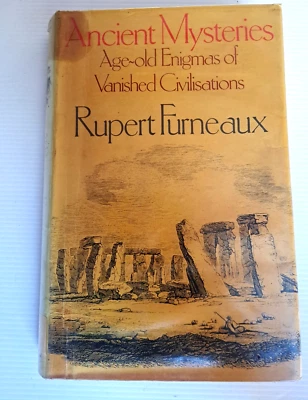 Ancient Mysteries
Age-old Enigmas of
Vanished Civilisations
Rupert Furneaux